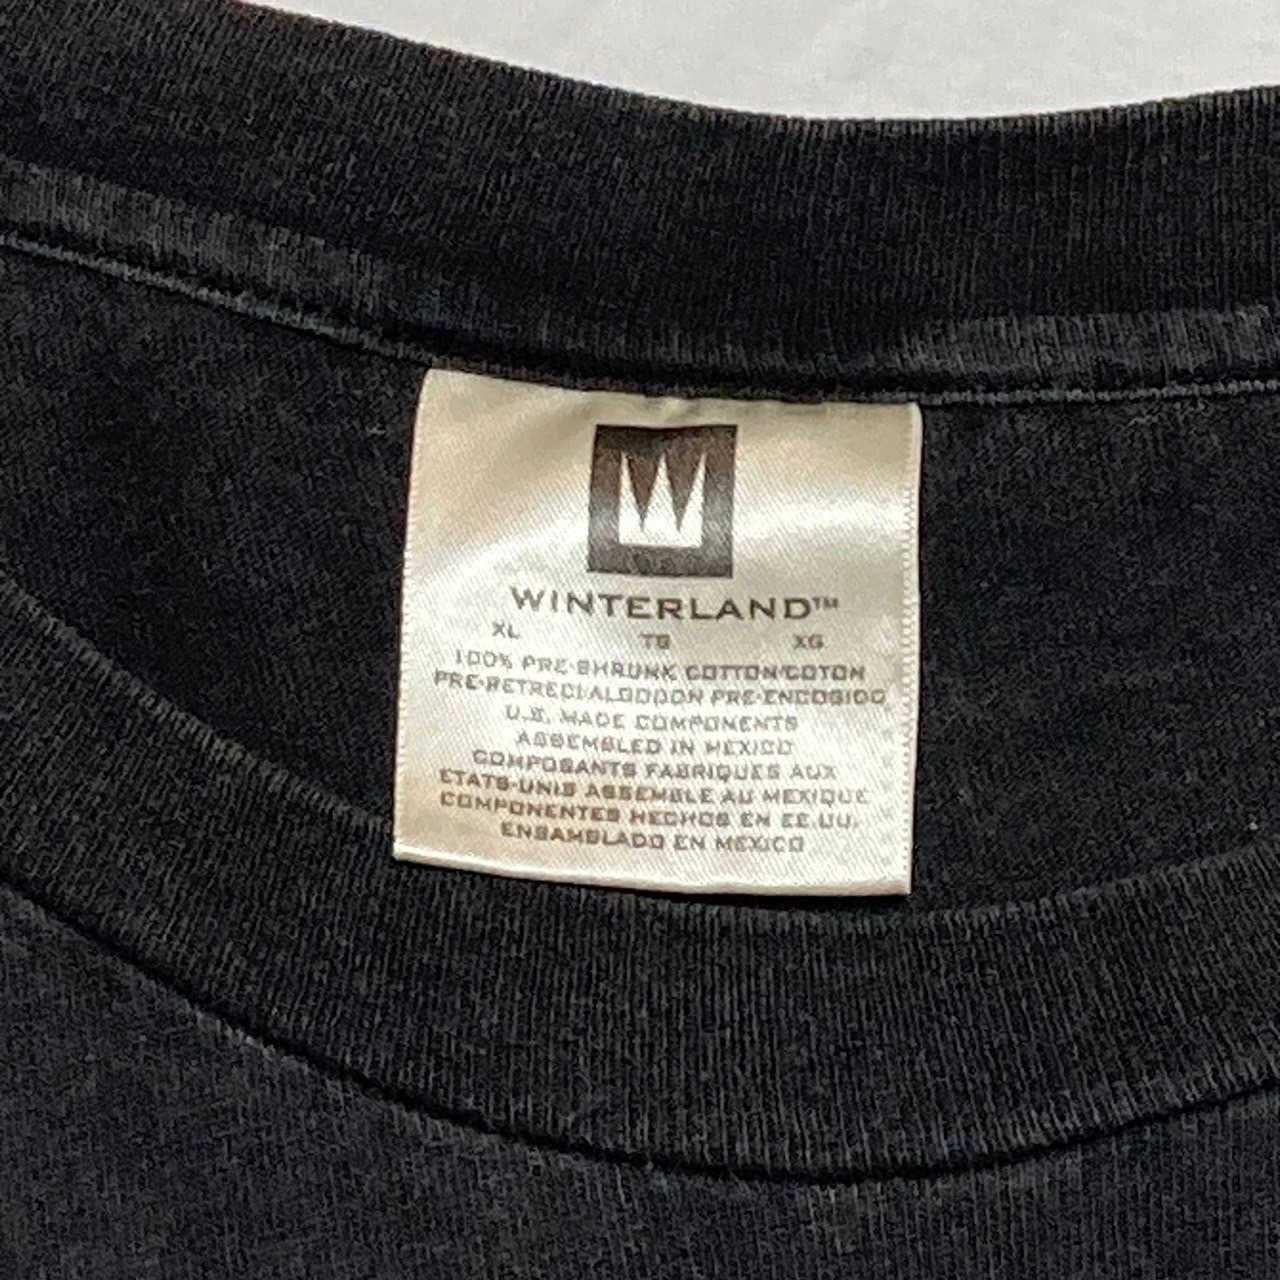 W
WINTERLAND™
XL TG XG
100% PRE-SHRUNK COTTON/COTON
PRE-RETRECI/ALGODON PRE-ENCOGIDO
U.S. MADE COMPONENTS
ASSEMBLED IN MEXICO
COMPOSANTS FABRIQUES AUX
ETATS-UNIS ASSEMBLE AU MEXIQUE
COMPONENTES HECHOS EN EE.UU.
ENSAMBLADO EN MEXICO